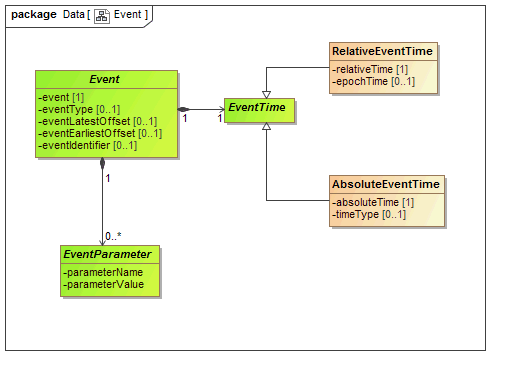 package Data [ Event ]
Event
-event [1]
-eventType [0..1]
-eventLatestOffset [0..1]
-eventEarliestOffset [0..1]
-eventIdentifier [0..1]
1
1
EventTime
RelativeEventTime
-relativeTime [1]
-epochTime [0..1]
AbsoluteEventTime
-absoluteTime [1]
-timeType [0..1]
1
0..*
EventParameter
-parameterName
-parameterValue